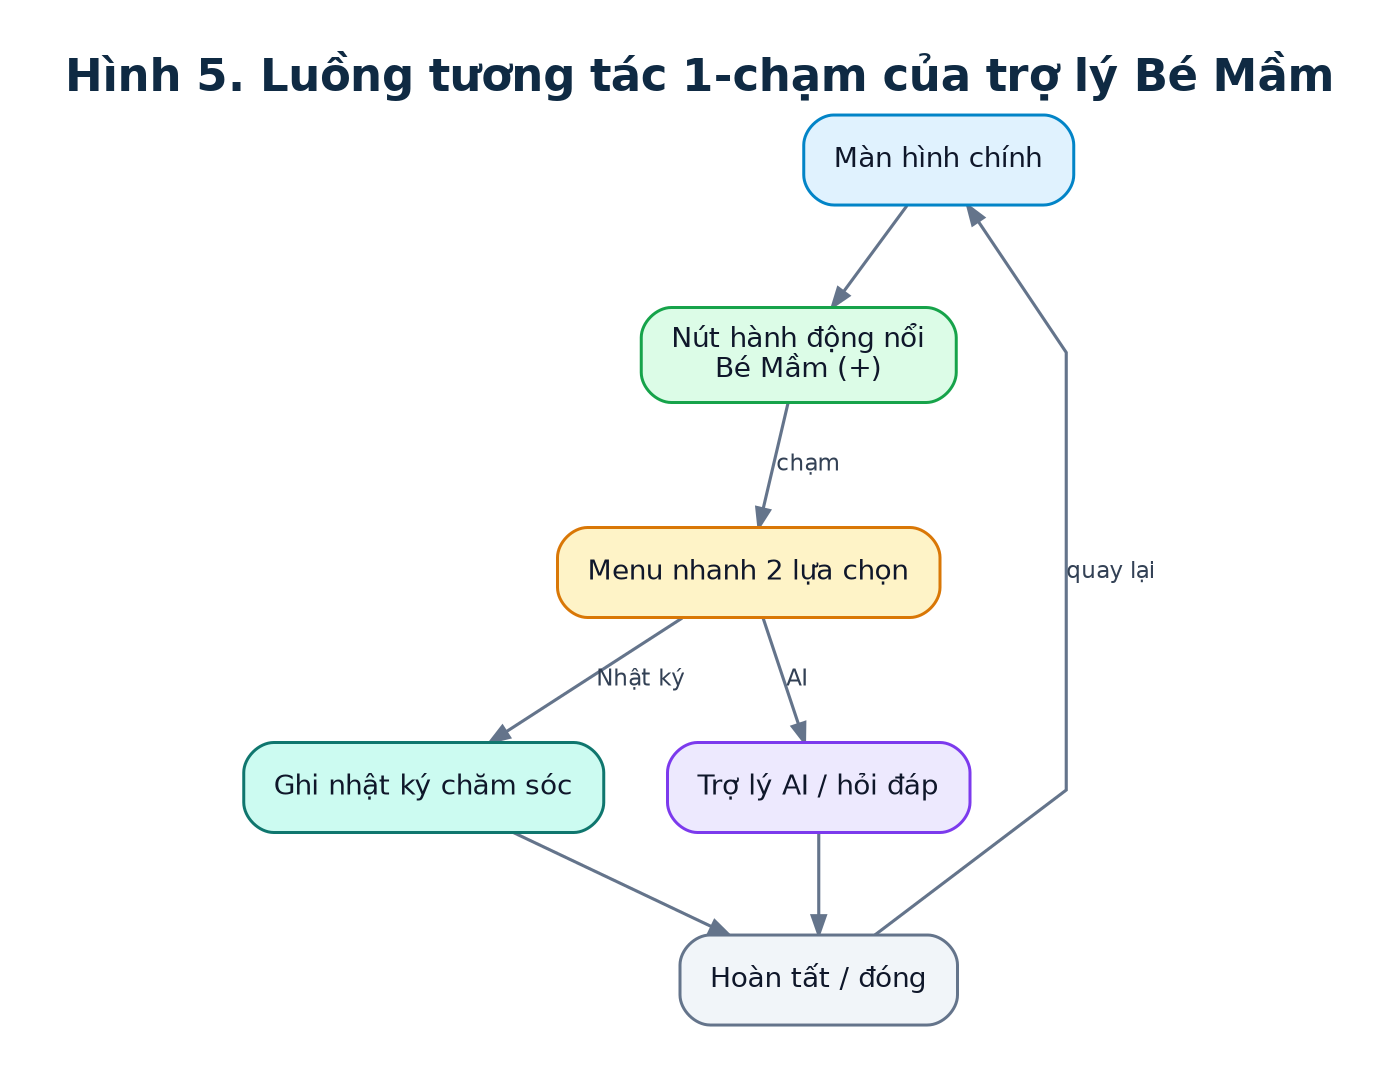 Hình 5. Luồng tương tác 1-chạm của trợ lý Bé Mầm
Màn hình chính
Nút hành động nổi
Bé Mầm (+)
chạm
Menu nhanh 2 lựa chọn
quay lại
Nhật ký
AI
Ghi nhật ký chăm sóc
Trợ lý AI / hỏi đáp
Hoàn tất / đóng